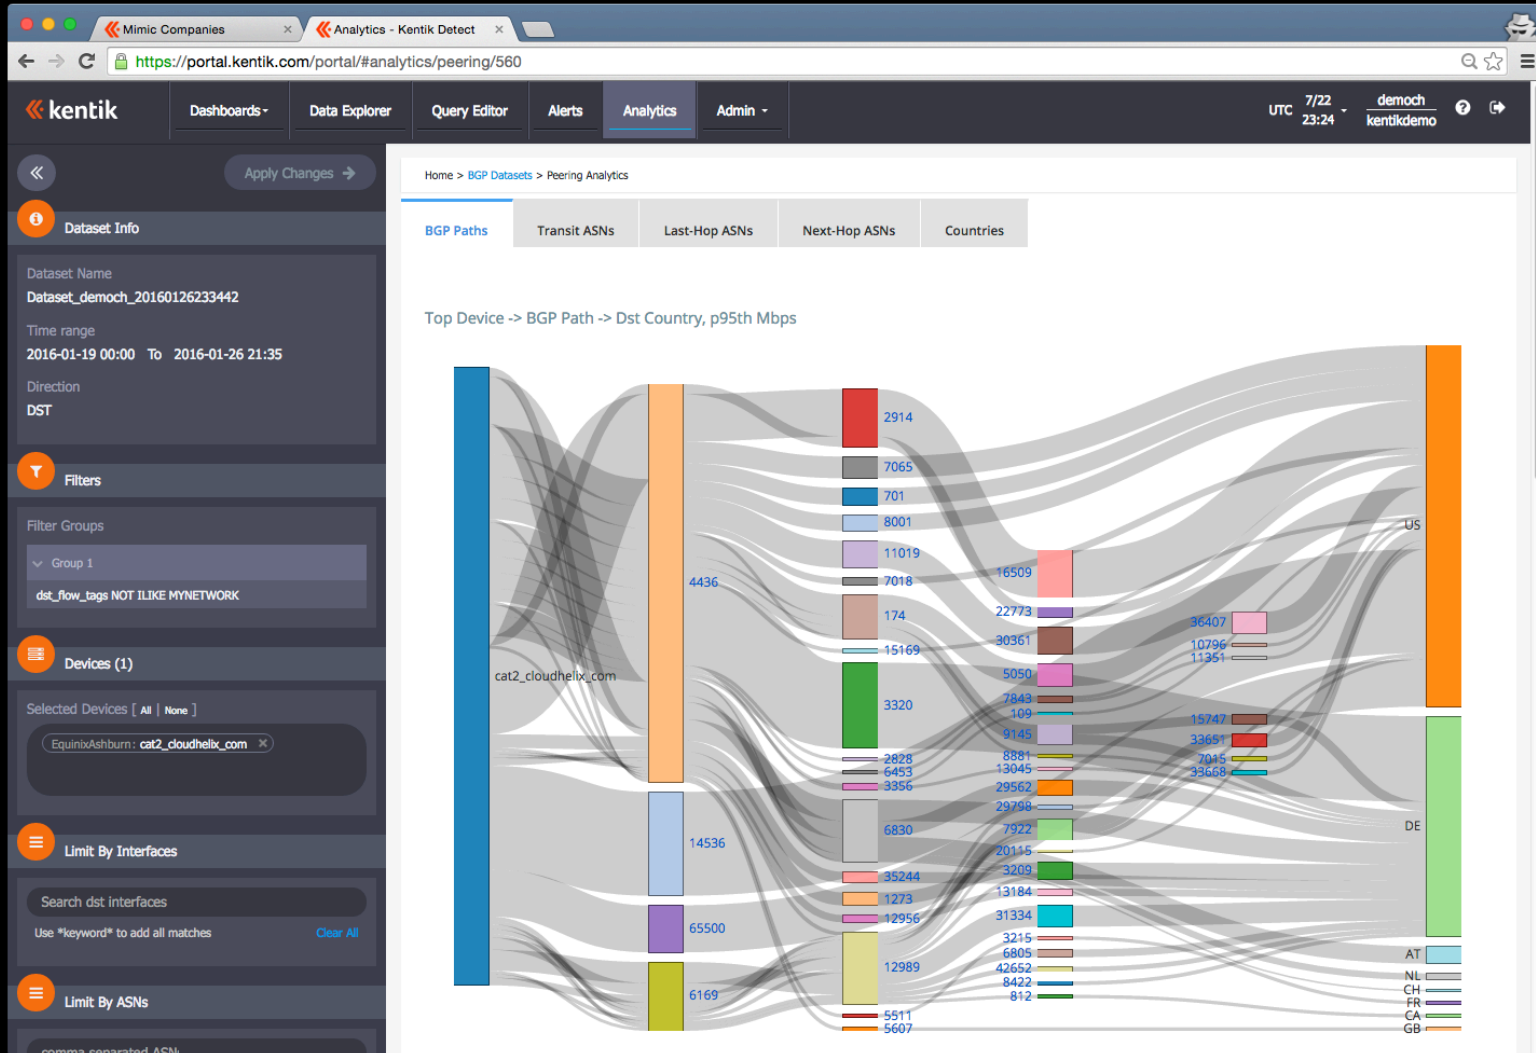 Mimic Companies
Analytics - Kentik Detect
https://portal.kentik.com/portal/#analytics/peering/560
kentik
Dashboards
Data Explorer
Query Editor
Alerts
Analytics
Admin
UTC
7/22
23:24
democh
kentikdemo
Apply Changes
Dataset Info
Dataset Name
Dataset_democh_20160126233442
Time range
2016-01-19 00:00 To 2016-01-26 21:35
Direction
DST
Filters
Filter Groups
Group 1
dst_flow_tags NOT ILIKE MYNETWORK
Devices (1)
Selected Devices [ All | None ]
EquinixAshburn: cat2_cloudhelix_com
Limit By Interfaces
Search dst interfaces
Use *keyword* to add all matches
Clear All
Limit By ASNs
comma separated ASNs
Home > BGP Datasets > Peering Analytics
BGP Paths
Transit ASNs
Last-Hop ASNs
Next-Hop ASNs
Countries
Top Device -> BGP Path -> Dst Country, p95th Mbps
cat2_cloudhelix_com
4436
14536
65500
6169
2914
7065
701
8001
11019
7018
174
15169
3320
2828
6453
3356
6830
35244
1273
12956
12989
5511
5607
16509
22773
30361
5050
7843
109
9145
8881
13045
29562
29798
7922
20115
3209
13184
31334
3215
6805
42652
8422
812
36407
10796
11351
15747
33651
7015
33668
US
DE
AT
NL
CH
FR
CA
GB